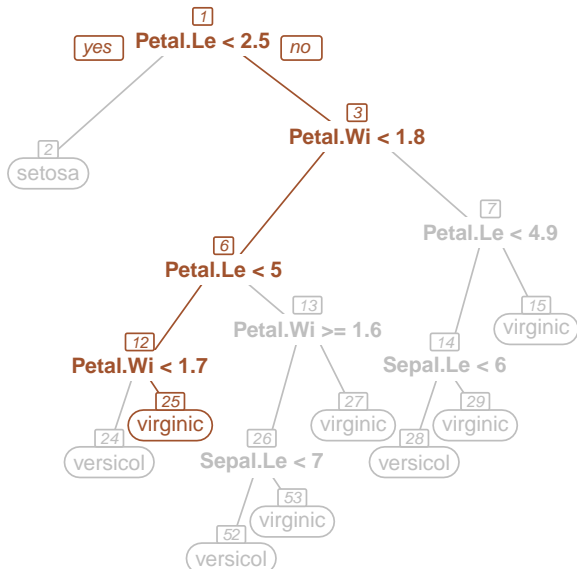 1
yes Petal.Le < 2.5 no
3
Petal.Wi < 1.8
2
setosa
7
Petal.Le < 4.9
6
Petal.Le < 5
13
Petal.Wi >= 1.6
15
virginic
12
Petal.Wi < 1.7
14
Sepal.Le < 6
25
virginic
27
virginic
29
virginic
24
versicol
26
Sepal.Le < 7
28
versicol
53
virginic
52
versicol